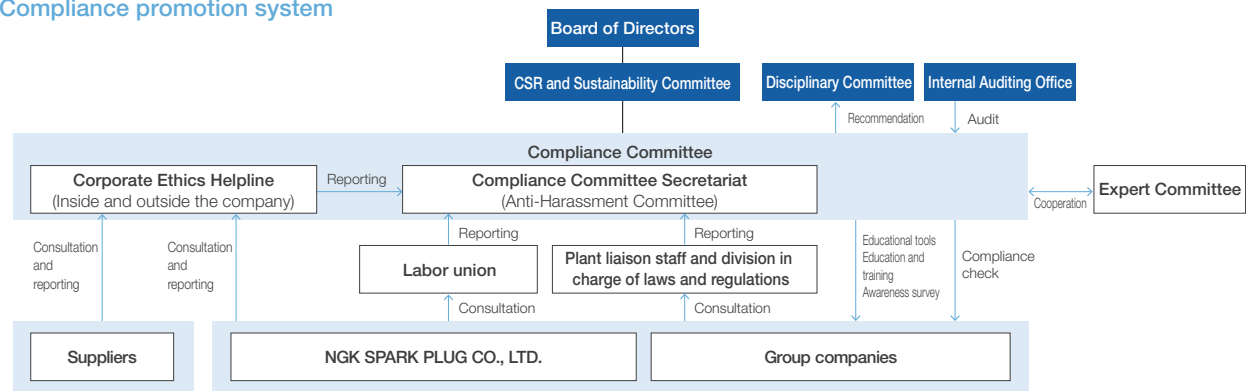 Compliance promotion system
Board of Directors
CSR and Sustainability Committee
Disciplinary Committee
Internal Auditing Office
Recommendation
Audit
Compliance Committee
Corporate Ethics Helpline
(Inside and outside the company)
Reporting
Compliance Committee Secretariat
(Anti-Harassment Committee)
Cooperation
Expert Committee
Consultation
and
reporting
Consultation
and
reporting
Reporting
Reporting
Labor union
Plant liaison staff and division in
charge of laws and regulations
Educational tools
Education and
training
Awareness survey
Compliance
check
Consultation
Consultation
Suppliers
NGK SPARK PLUG CO., LTD.
Group companies